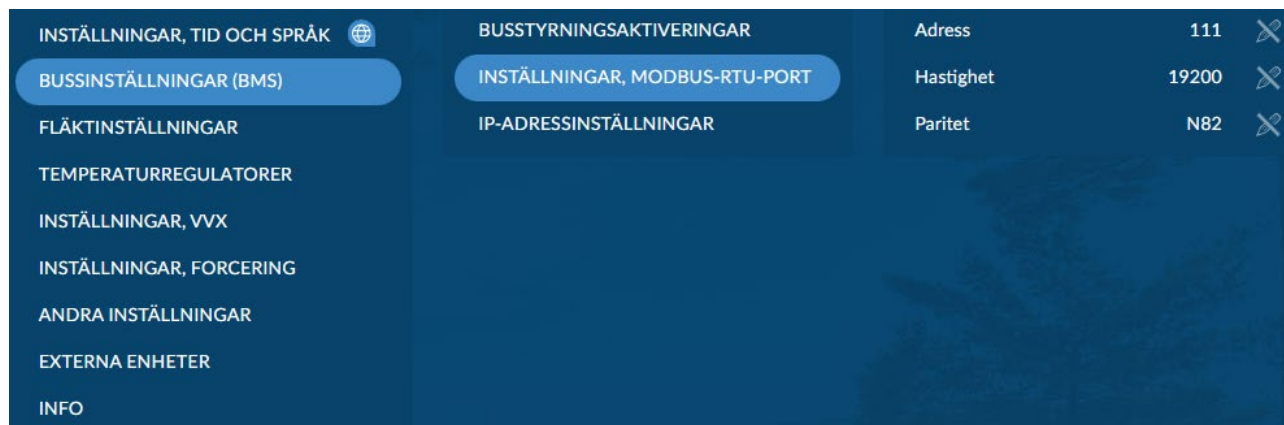 INSTÄLLNINGAR, TID OCH SPRÅK
BUSSINSTÄLLNINGAR (BMS)
FLÄKTINSTÄLLNINGAR
TEMPERATURREGULATORER
INSTÄLLNINGAR, VVX
INSTÄLLNINGAR, FORCERING
ANDRA INSTÄLLNINGAR
EXTERNA ENHETER
INFO
BUSSTYRNINGSAKTIVERINGAR
INSTÄLLNINGAR, MODBUS-RTU-PORT
IP-ADRESSINSTÄLLNINGAR
Adress 111
Hastighet 19200
Paritet N82